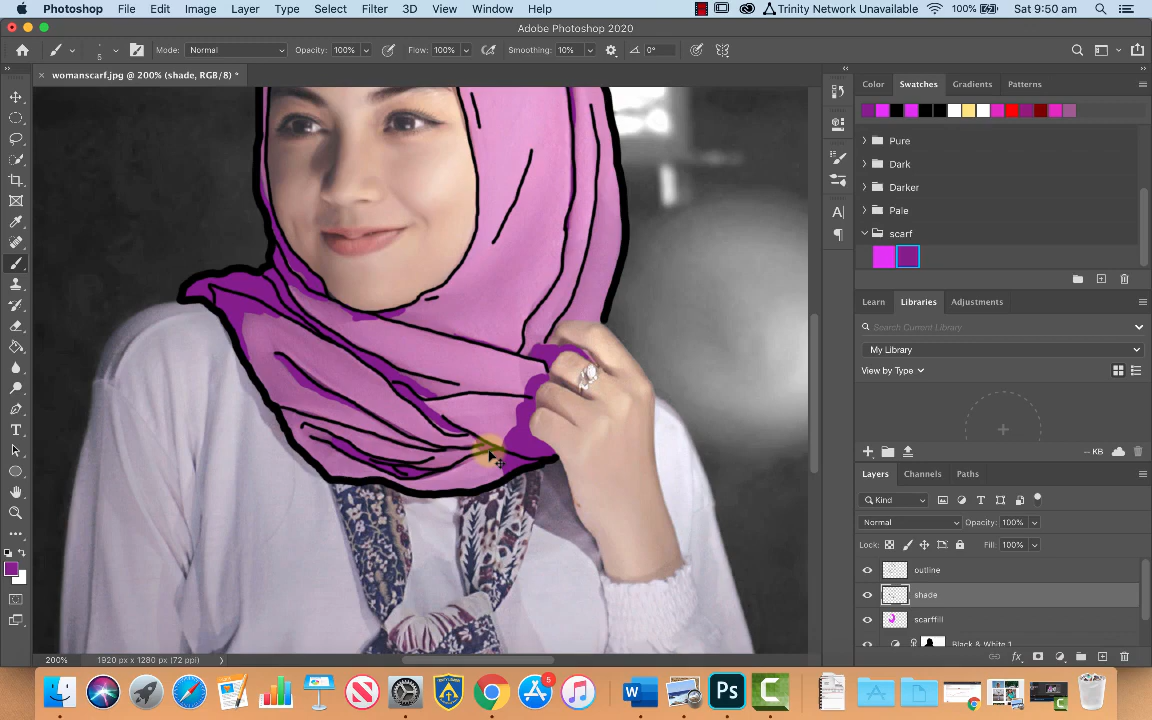 Photoshop File Edit Image Layer Type Select Filter 3D View Window Help Trinity Network Unavailable 100% Sat 9:50 am
Adobe Photoshop 2020
5 Mode: Normal Opacity: 100% Flow: 100% Smoothing: 10% 0°
womanscarf.jpg @ 200% (shade, RGB/8) *
Color Swatches Gradients Patterns
Pure
Dark
Darker
Pale
scarf
Learn Libraries Adjustments
Search Current Library
My Library
View by Type
-- KB
Layers Channels Paths
Kind
Normal Opacity: 100%
Lock: Fill: 100%
outline
shade
scarffill
Black & White 1
200% 1920 px x 1280 px (72 ppi)
5